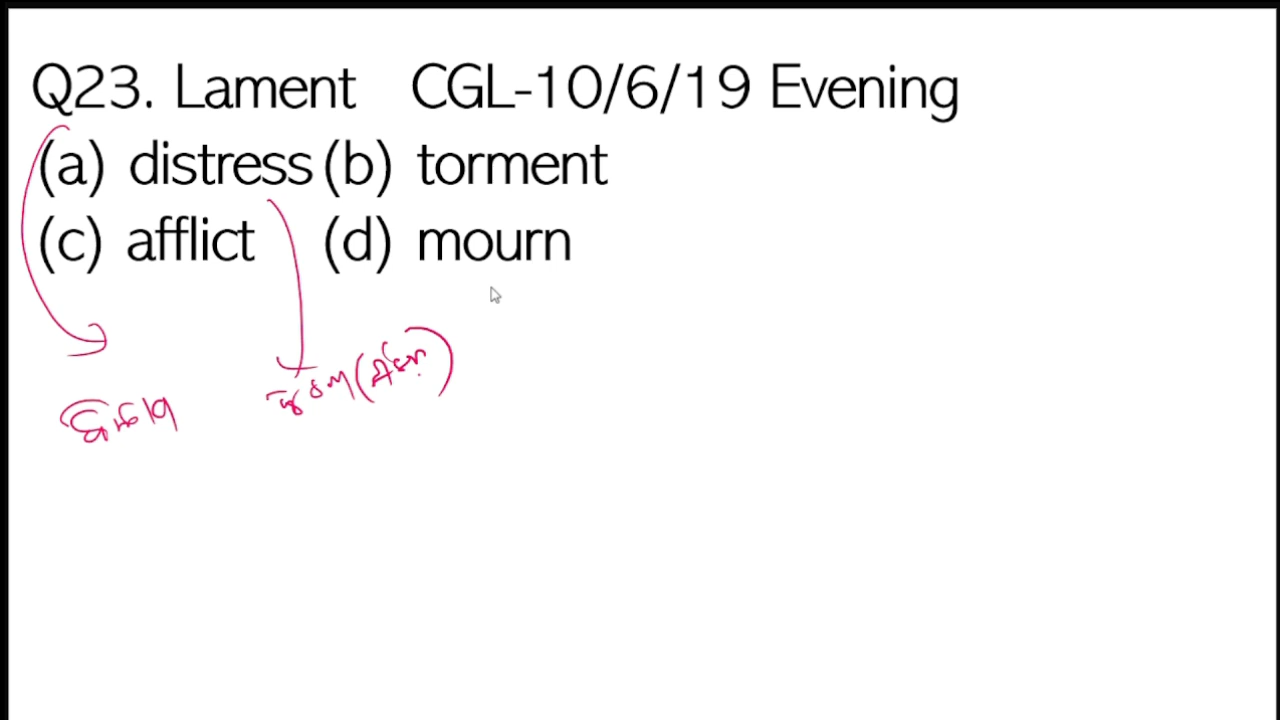 Q23. Lament CGL-10/6/19 Evening
(a) distress (b) torment
(c) afflict (d) mourn